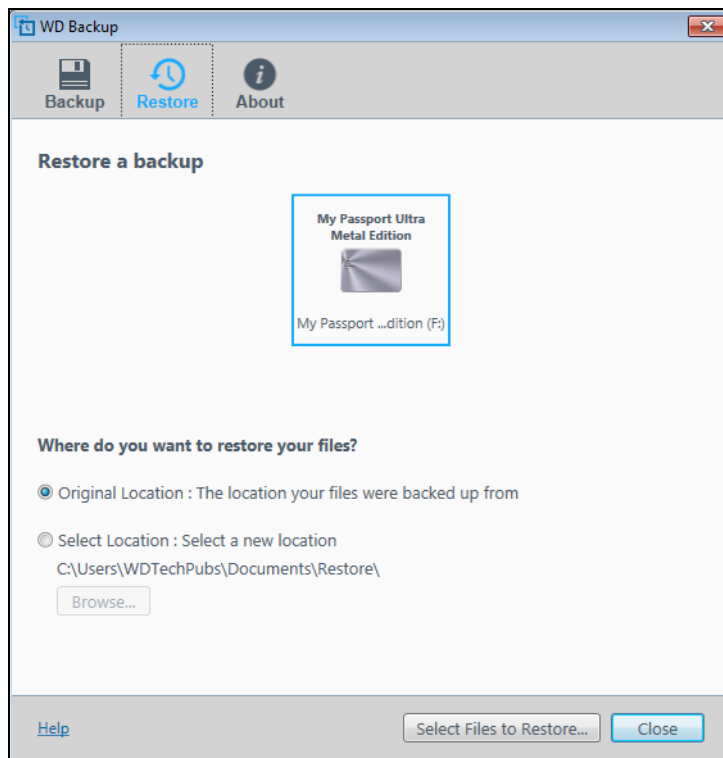 WD Backup
Backup
Restore
About
Restore a backup
My Passport Ultra
Metal Edition
My Passport ...dition (F:)
Where do you want to restore your files?
Original Location : The location your files were backed up from
Select Location : Select a new location
C:\Users\WDTechPubs\Documents\Restore\
Browse...
Help
Select Files to Restore...
Close